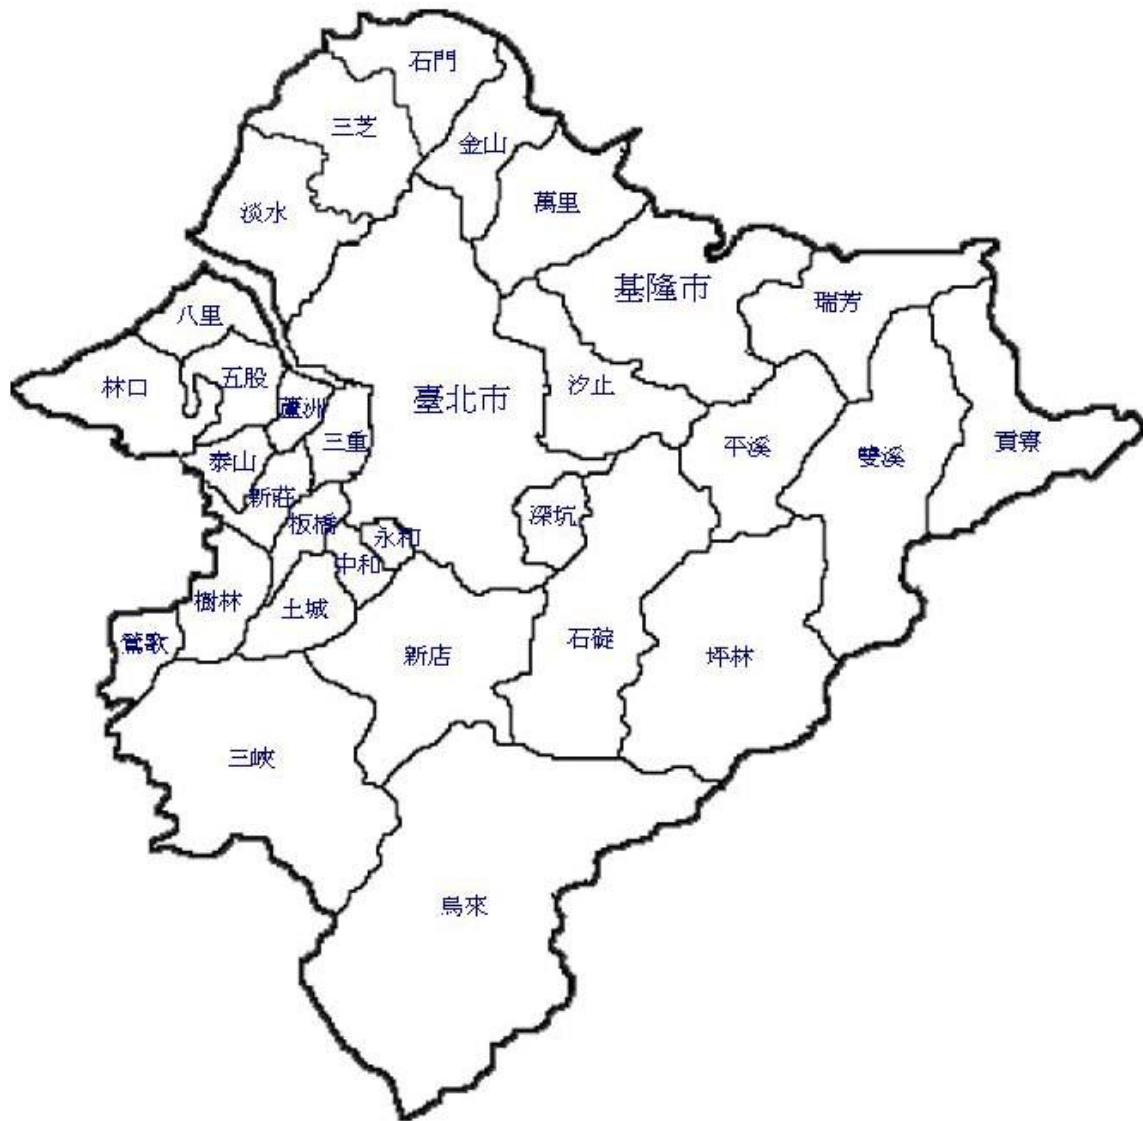 石門
三芝
金山
淡水
萬里
基隆市
瑞芳
八里
林口
五股
蘆洲
臺北市
汐止
三重
平溪
雙溪
貢寮
泰山
新莊
板橋
深坑
永和
中和
樹林
土城
鶯歌
新店
石碇
坪林
三峽
烏來